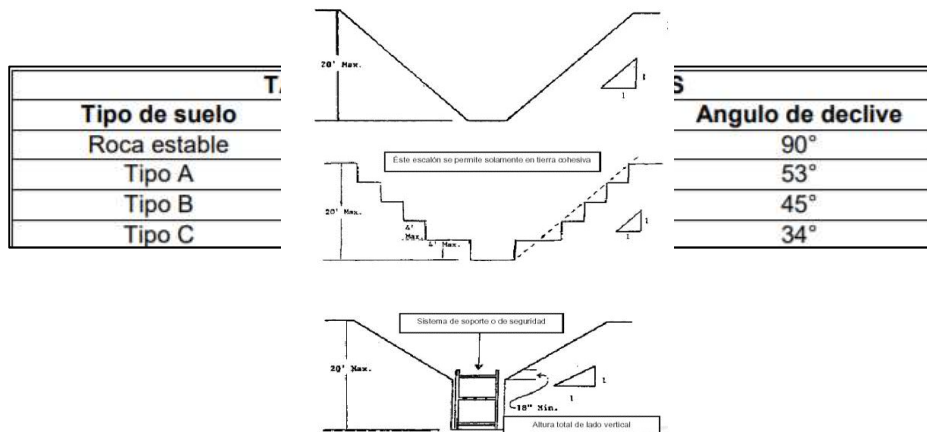 20' Max.
1
1
T
S
Tipo de suelo
Angulo de declive
Roca estable
90°
Tipo A
53°
Tipo B
45°
Tipo C
34°
Éste escalón se permite solamente en tierra cohesiva
20' Max.
4'
Max.
4' Max.
1
1
Sistema de soporte o de seguridad
20' Max.
1
1
18" Min.
Altura total de lado vertical